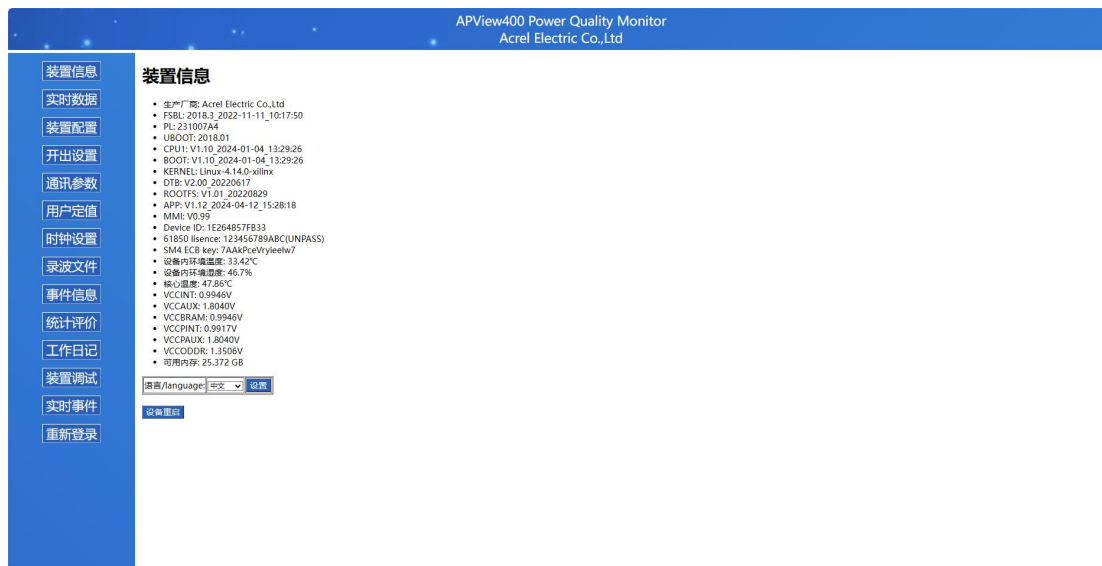 APView400 Power Quality Monitor
Acrel Electric Co.,Ltd
装置信息
实时数据
装置配置
开出设置
通讯参数
用户定值
时钟设置
录波文件
事件信息
统计评价
工作日记
装置调试
实时事件
重新登录
装置信息
生产厂商: Acrel Electric Co.,Ltd
FSBL: 2018.3_2022-11-11_10:17:50
PL: 231007A4
UBOOT: 2018.01
CPU1: V1.10_2024-01-04_13:29:26
BOOT: V1.10_2024-01-04_13:29:26
KERNEL: Linux-4.14.0-xilinx
DTB: V2.00_20220617
ROOTFS: V1.01_20220829
APP: V1.12_2024-04-12_15:28:18
MMI: V0.99
Device ID: 1E264857FB33
61850 lisence: 123456789ABC(UNPASS)
SM4 ECB key: 7AAkPceVryieelw7
设备内环境温度: 33.42℃
设备内环境湿度: 46.7%
核心温度: 47.86℃
VCCINT: 0.9946V
VCCAUX: 1.8040V
VCCBRAM: 0.9946V
VCCPINT: 0.9917V
VCCPAUX: 1.8040V
VCCODDR: 1.3506V
可用内存: 25.372 GB
语言/language: 中文 设置
设备重启